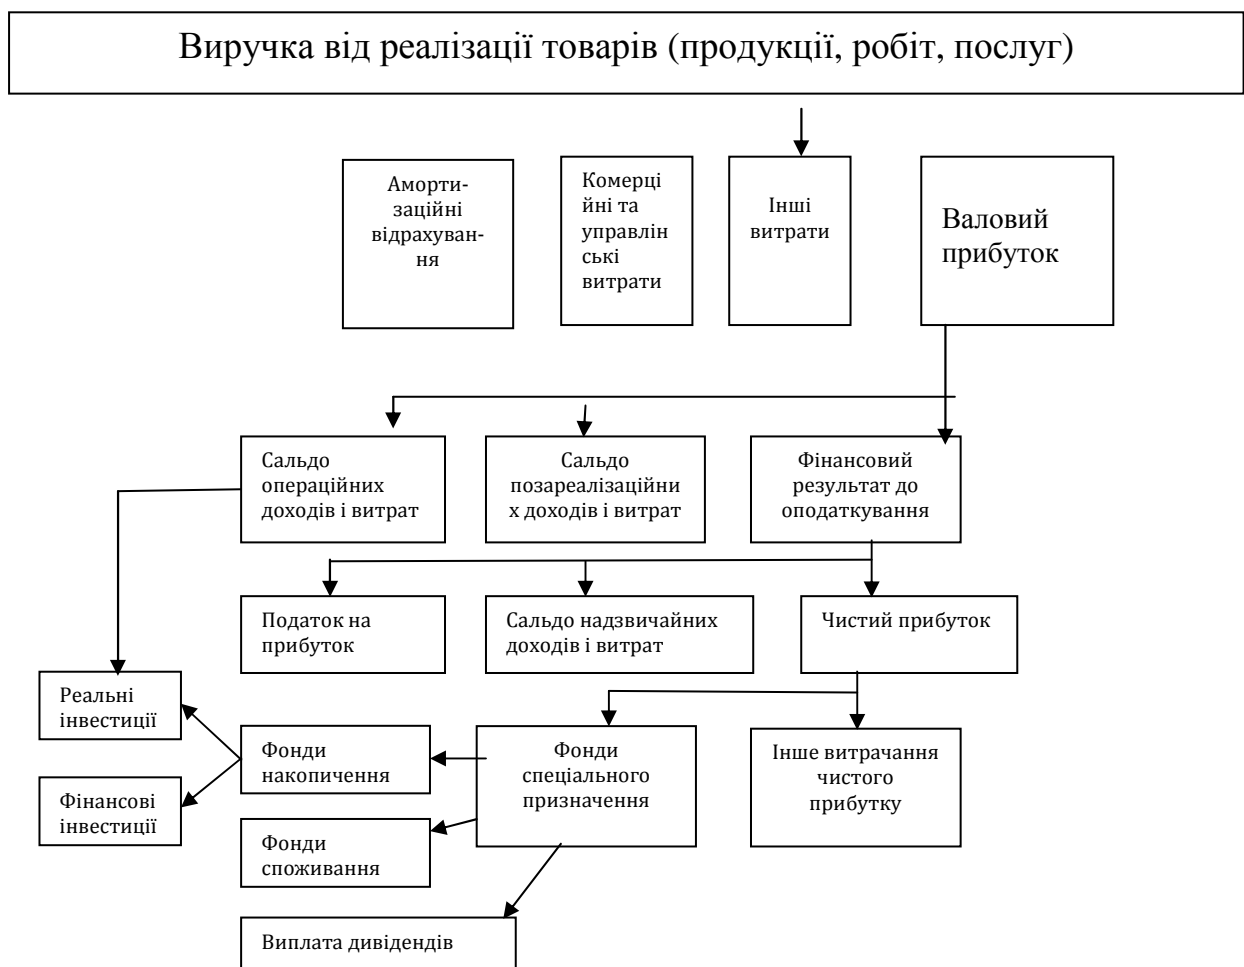 Виручка від реалізації товарів (продукції, робіт, послуг)
Аморти-
заційні
відрахуван-
ня
Комерці
йні та
управлін
ські
витрати
Інші
витрати
Валовий
прибуток
Сальдо
операційних
доходів і витрат
Сальдо
позареалізаційни
х доходів і витрат
Фінансовий
результат до
оподаткування
Податок на
прибуток
Сальдо надзвичайних
доходів і витрат
Чистий прибуток
Реальні
інвестиції
Фонди
накопичення
Фонди
спеціального
призначення
Інше витрачання
чистого
прибутку
Фінансові
інвестиції
Фонди
споживання
Виплата дивідендів